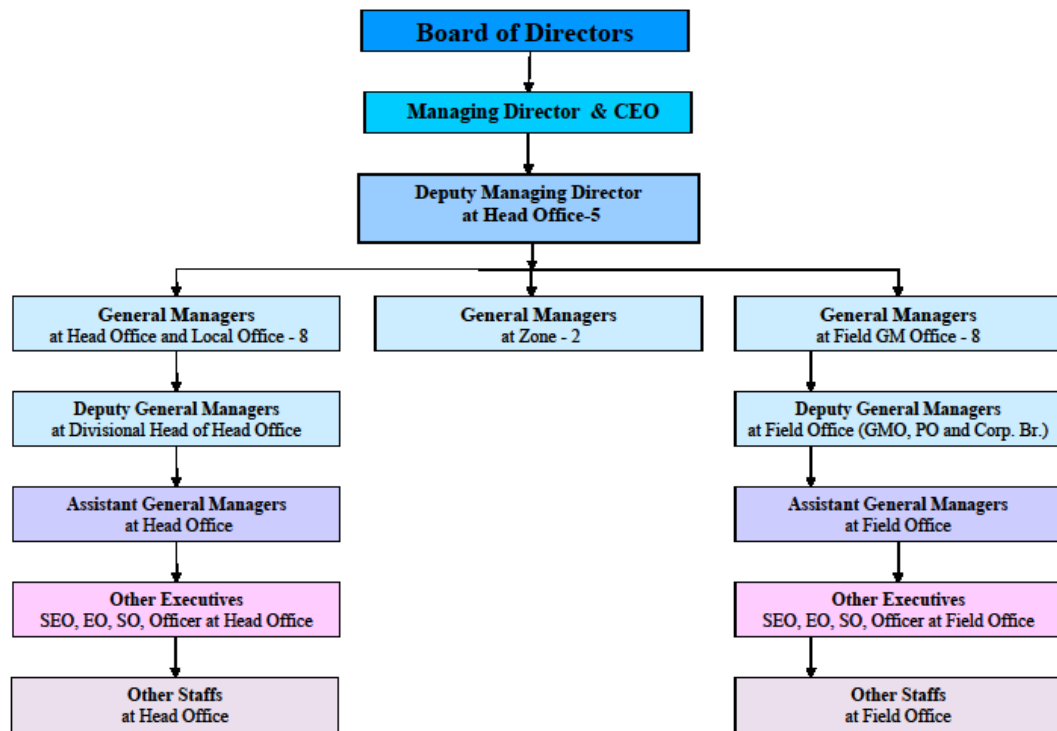 Board of Directors
Managing Director & CEO
Deputy Managing Director
at Head Office-5
General Managers
at Head Office and Local Office - 8
General Managers
at Zone - 2
General Managers
at Field GM Office - 8
Deputy General Managers
at Divisional Head of Head Office
Deputy General Managers
at Field Office (GMO, PO and Corp. Br.)
Assistant General Managers
at Head Office
Assistant General Managers
at Field Office
Other Executives
SEO, EO, SO, Officer at Head Office
Other Executives
SEO, EO, SO, Officer at Field Office
Other Staffs
at Head Office
Other Staffs
at Field Office